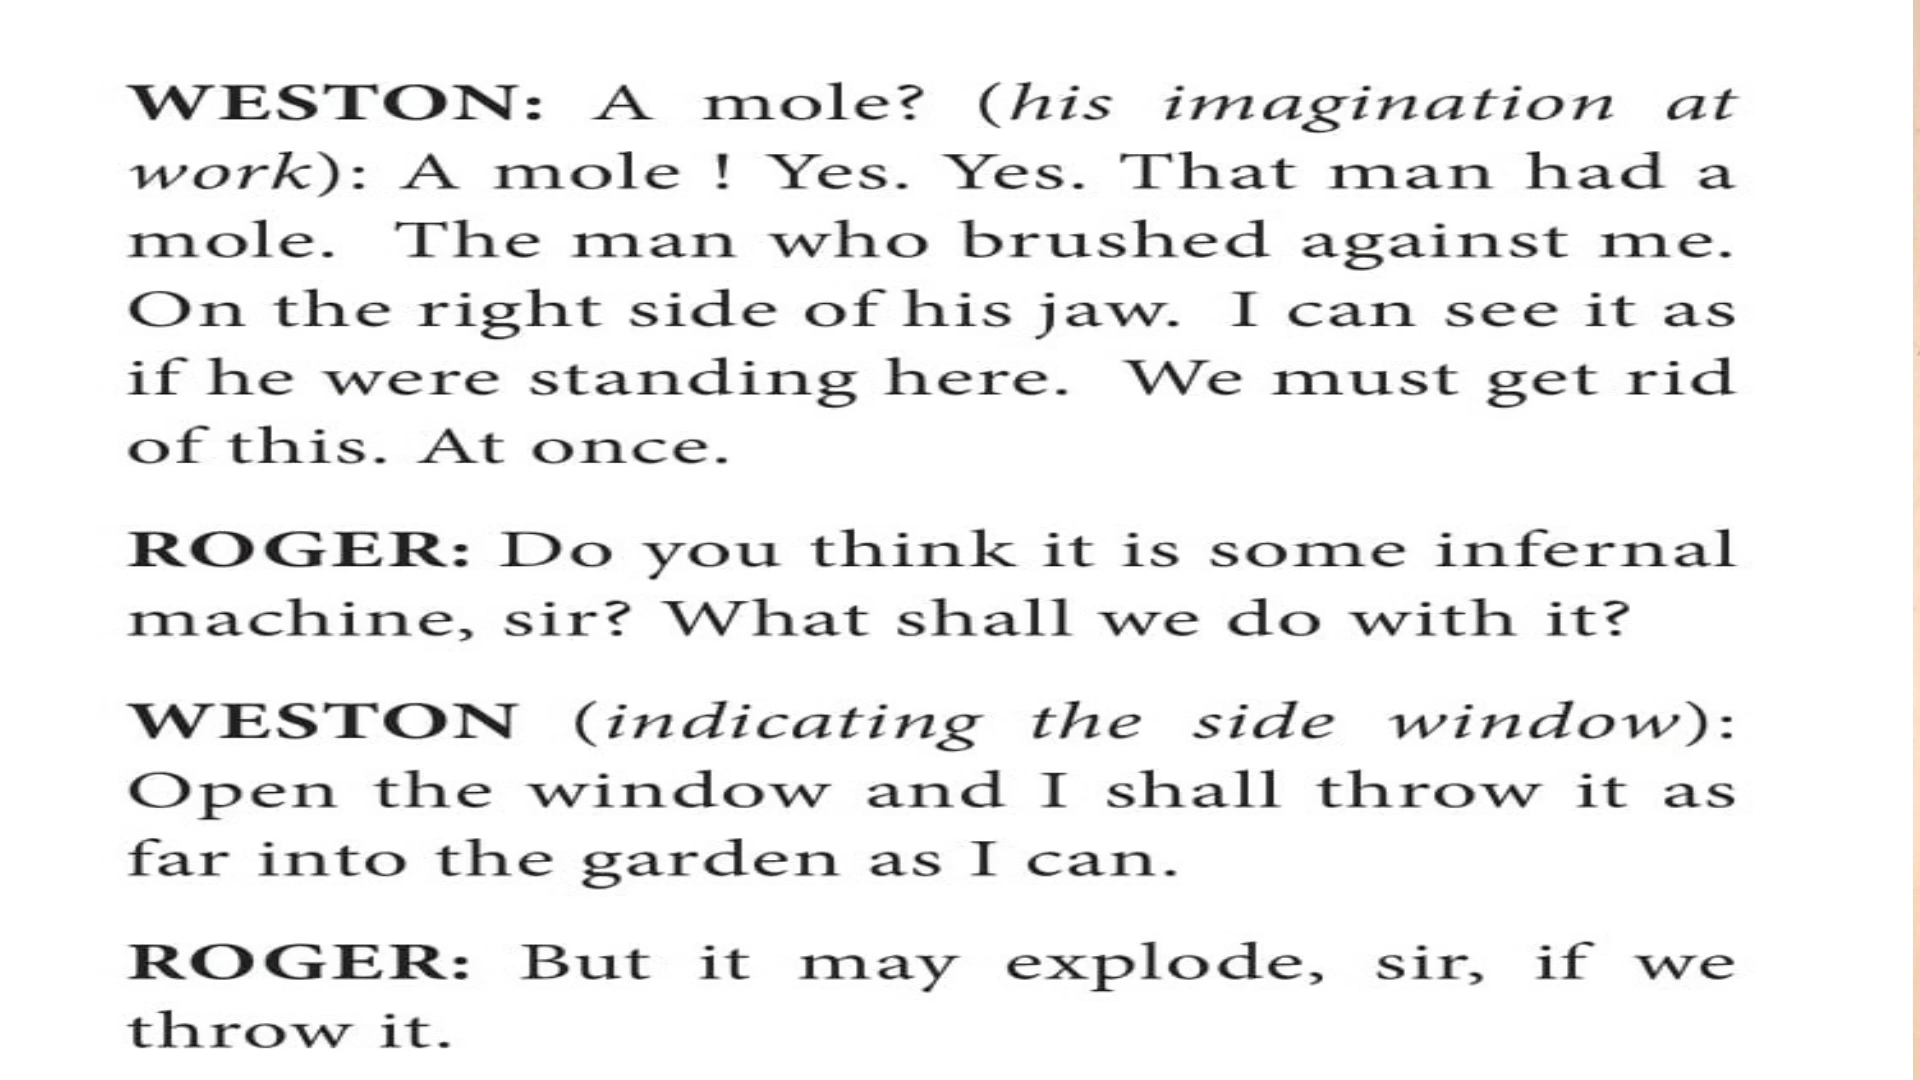 WESTON: A mole? (his imagination at
work): A mole ! Yes. Yes. That man had a
mole. The man who brushed against me.
On the right side of his jaw. I can see it as
if he were standing here. We must get rid
of this. At once.
ROGER: Do you think it is some infernal
machine, sir? What shall we do with it?
WESTON (indicating the side window):
Open the window and I shall throw it as
far into the garden as I can.
ROGER: But it may explode, sir, if we
throw it.